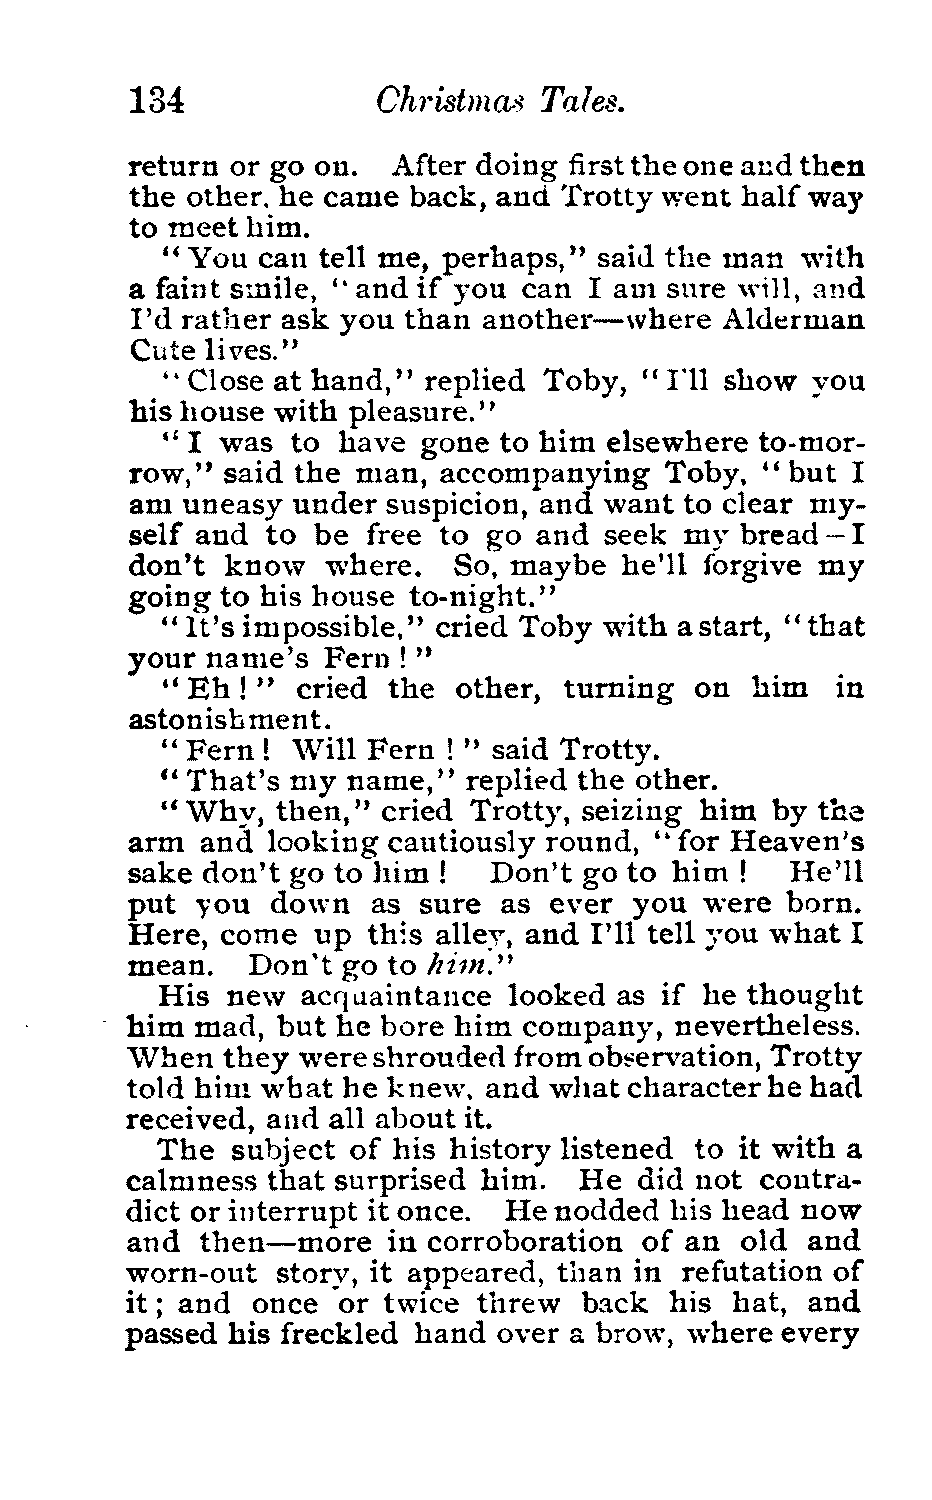 134 Christmas Tales.
return or go on. After doing first the one and then
the other, he came back, and Trotty went half way
to meet him.
"You can tell me, perhaps," said the man with
a faint smile, "and if you can I am sure will, and
I'd rather ask you than another—where Alderman
Cute lives."
"Close at hand," replied Toby, "I'll show you
his house with pleasure."
"I was to have gone to him elsewhere to-mor-
row," said the man, accompanying Toby, "but I
am uneasy under suspicion, and want to clear my-
self and to be free to go and seek my bread—I
don't know where. So, maybe he'll forgive my
going to his house to-night."
"It's impossible," cried Toby with a start, "that
your name's Fern!"
"Eh!" cried the other, turning on him in
astonishment.
"Fern! Will Fern!" said Trotty.
"That's my name," replied the other.
"Why, then," cried Trotty, seizing him by the
arm and looking cautiously round, "for Heaven's
sake don't go to him! Don't go to him! He'll
put you down as sure as ever you were born.
Here, come up this alley, and I'll tell you what I
mean. Don't go to him."
His new acquaintance looked as if he thought
him mad, but he bore him company, nevertheless.
When they were shrouded from observation, Trotty
told him what he knew, and what character he had
received, and all about it.
The subject of his history listened to it with a
calmness that surprised him. He did not contra-
dict or interrupt it once. He nodded his head now
and then—more in corroboration of an old and
worn-out story, it appeared, than in refutation of
it; and once or twice threw back his hat, and
passed his freckled hand over a brow, where every